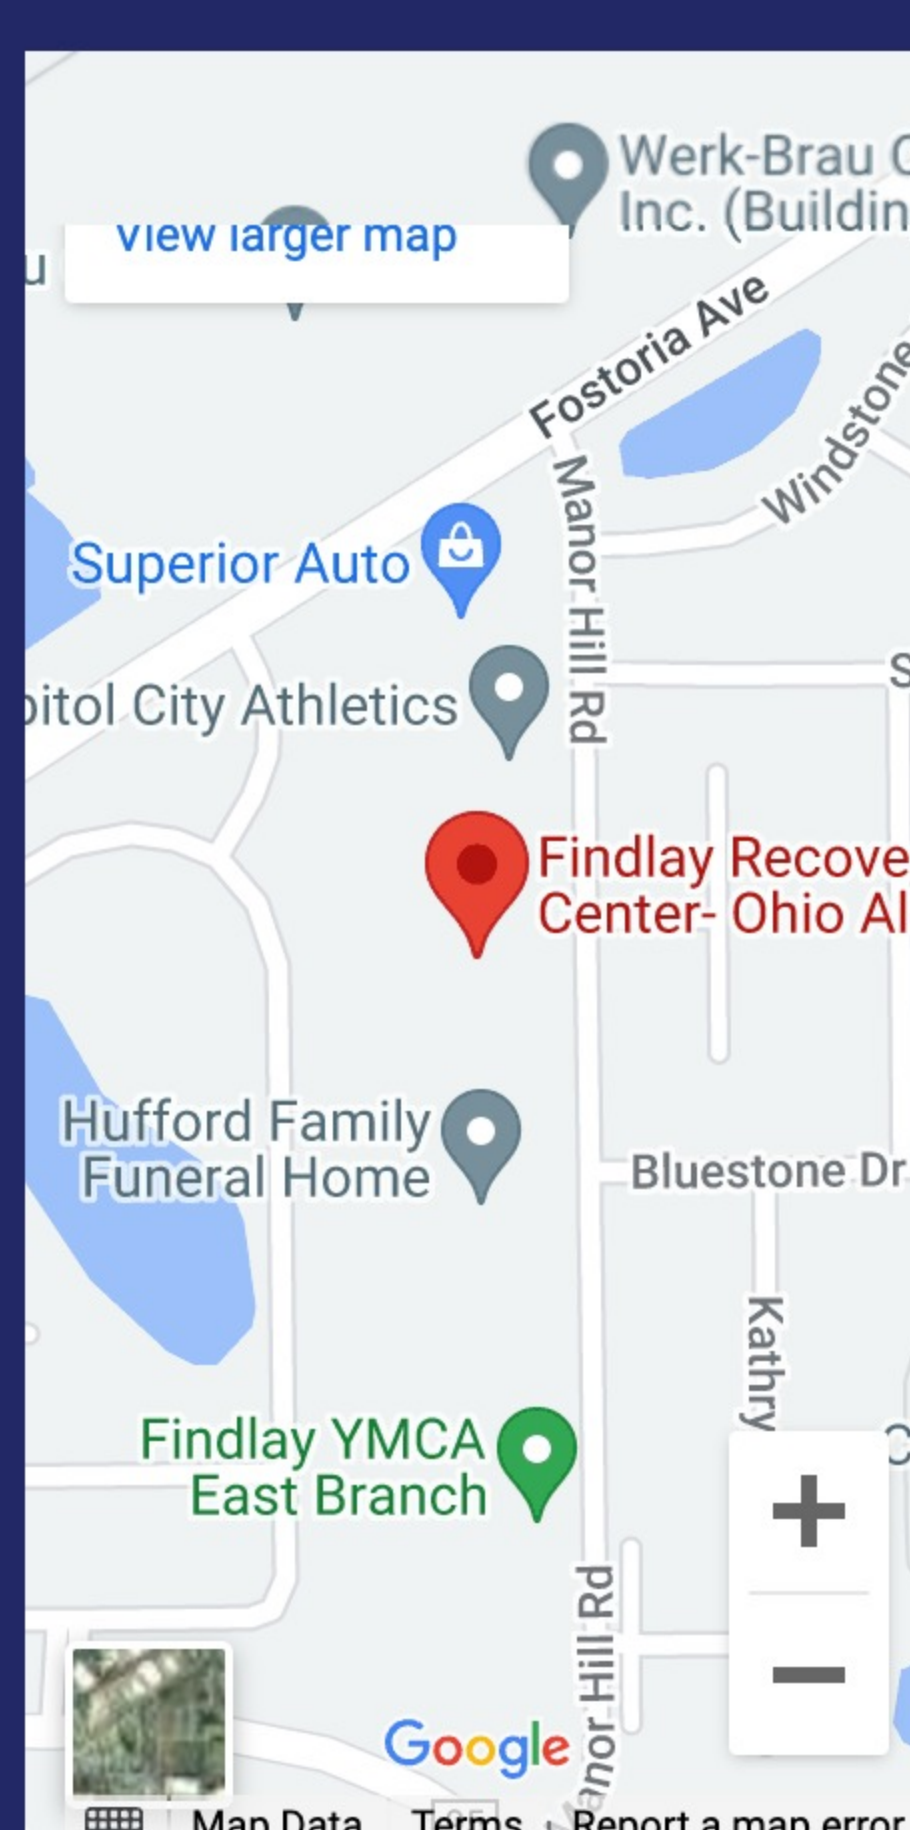 Werk-Brau C
Inc. (Buildin
View larger map
u
Fostoria Ave
Windstone
Manor Hill Rd
Superior Auto
S
pitol City Athletics
Findlay Recove
Center- Ohio Al
Hufford Family
Funeral Home
Bluestone Dr
Kathry
Findlay YMCA
East Branch
C
Manor Hill Rd
Google
Map Data
Terms
Report a map error